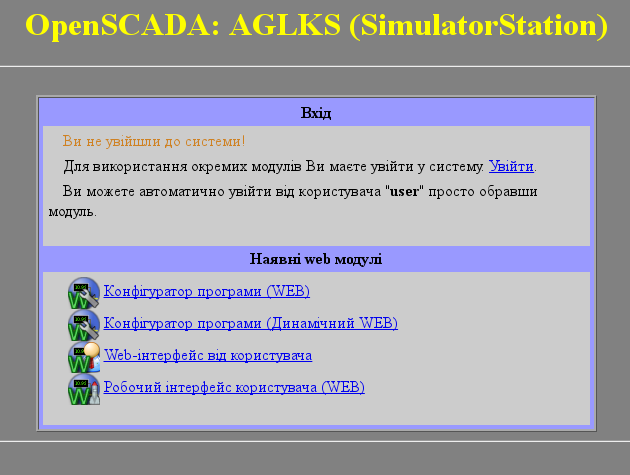 OpenSCADA: AGLKS (SimulatorStation)
Вхід
Ви не увійшли до системи!
Для використання окремих модулів Ви маєте увійти у систему. Увійти.
Ви можете автоматично увійти від користувача "user" просто обравши
модуль.
Наявні web модулі
Конфігуратор програми (WEB)
Конфігуратор програми (Динамічний WEB)
Web-інтерфейс від користувача
Робочий інтерфейс користувача (WEB)